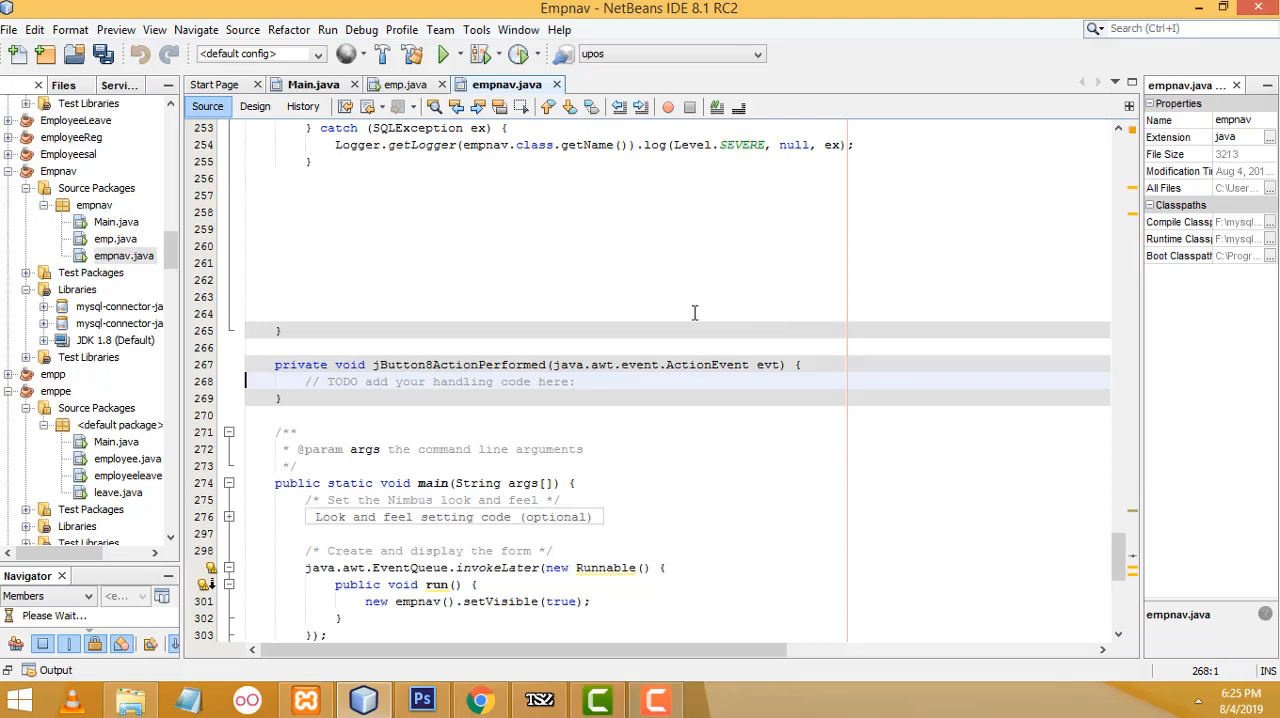 Empnav - NetBeans IDE 8.1 RC2
File Edit Format Preview View Navigate Source Refactor Run Debug Profile Team Tools Window Help
Search (Ctrl+I)
<default config>
upos
Files Servi...
Start Page Main.java emp.java empnav.java
empnav.java ...
Source Design History
Test Libraries
EmployeeLeave
employeeReg
Employeesal
Empnav
Source Packages
empnav
Main.java
emp.java
empnav.java
Test Packages
Libraries
mysql-connector-ja
mysql-connector-ja
JDK 1.8 (Default)
Test Libraries
empp
emppe
Source Packages
<default package>
Main.java
employee.java
employeeleave
leave.java
Test Packages
Libraries
Test Libraries
253 } catch (SQLException ex) {
254 Logger.getLogger(empnav.class.getName()).log(Level.SEVERE, null, ex);
255 }
256
257
258
259
260
261
262
263
264
265 }
266
267 private void jButton8ActionPerformed(java.awt.event.ActionEvent evt) {
268 // TODO add your handling code here:
269 }
270
271 /**
272 * @param args the command line arguments
273 */
274 public static void main(String args[]) {
275 /* Set the Nimbus look and feel */
276 Look and feel setting code (optional)
297
298 /* Create and display the form */
java.awt.EventQueue.invokeLater(new Runnable() {
public void run() {
301 new empnav().setVisible(true);
302 }
303 });
Properties
Name empnav
Extension java
File Size 3213
Modification Ti Aug 4, 201
All Files C:\User...
Classpaths
Compile Classp F:\mysql...
Runtime Classp F:\mysql...
Boot Classpath C:\Prog...
empnav.java
Navigator
Members <e...
Please Wait...
Output
268:1 INS
Ps
TS2
6:25 PM
8/4/2019